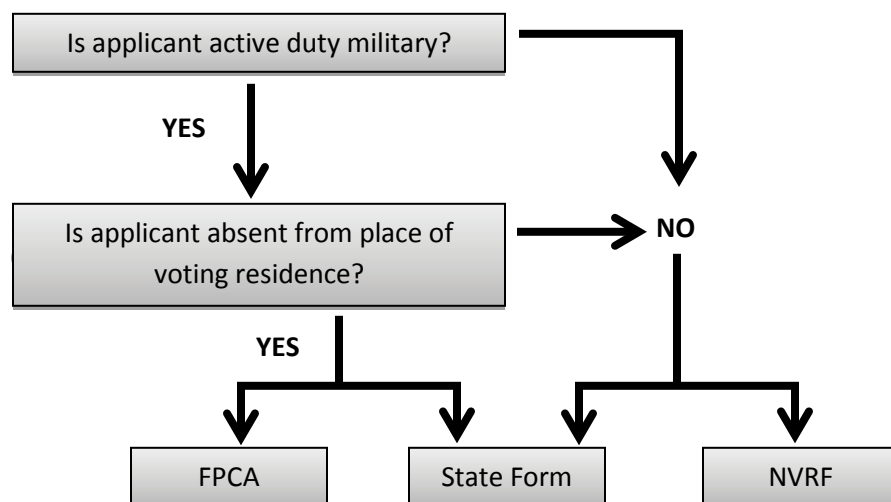 Is applicant active duty military?
YES
Is applicant absent from place of
voting residence?
NO
YES
FPCA
State Form
NVRF